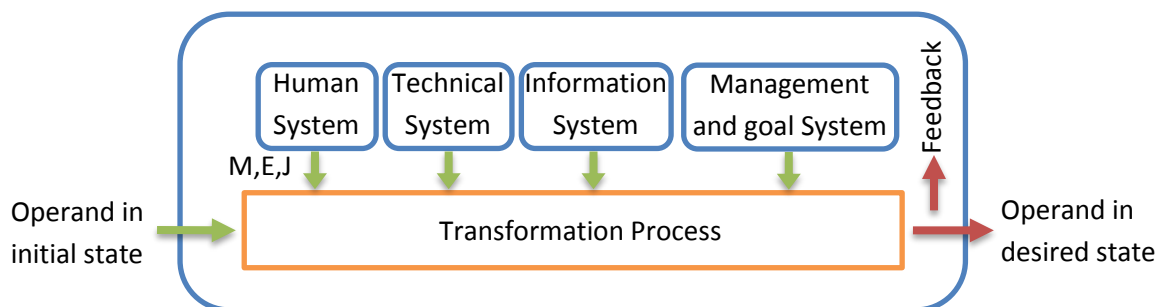 Human
System
Technical
System
Information
System
Management
and goal System
Feedback
M,E,J
Operand in
initial state
Transformation Process
Operand in
desired state